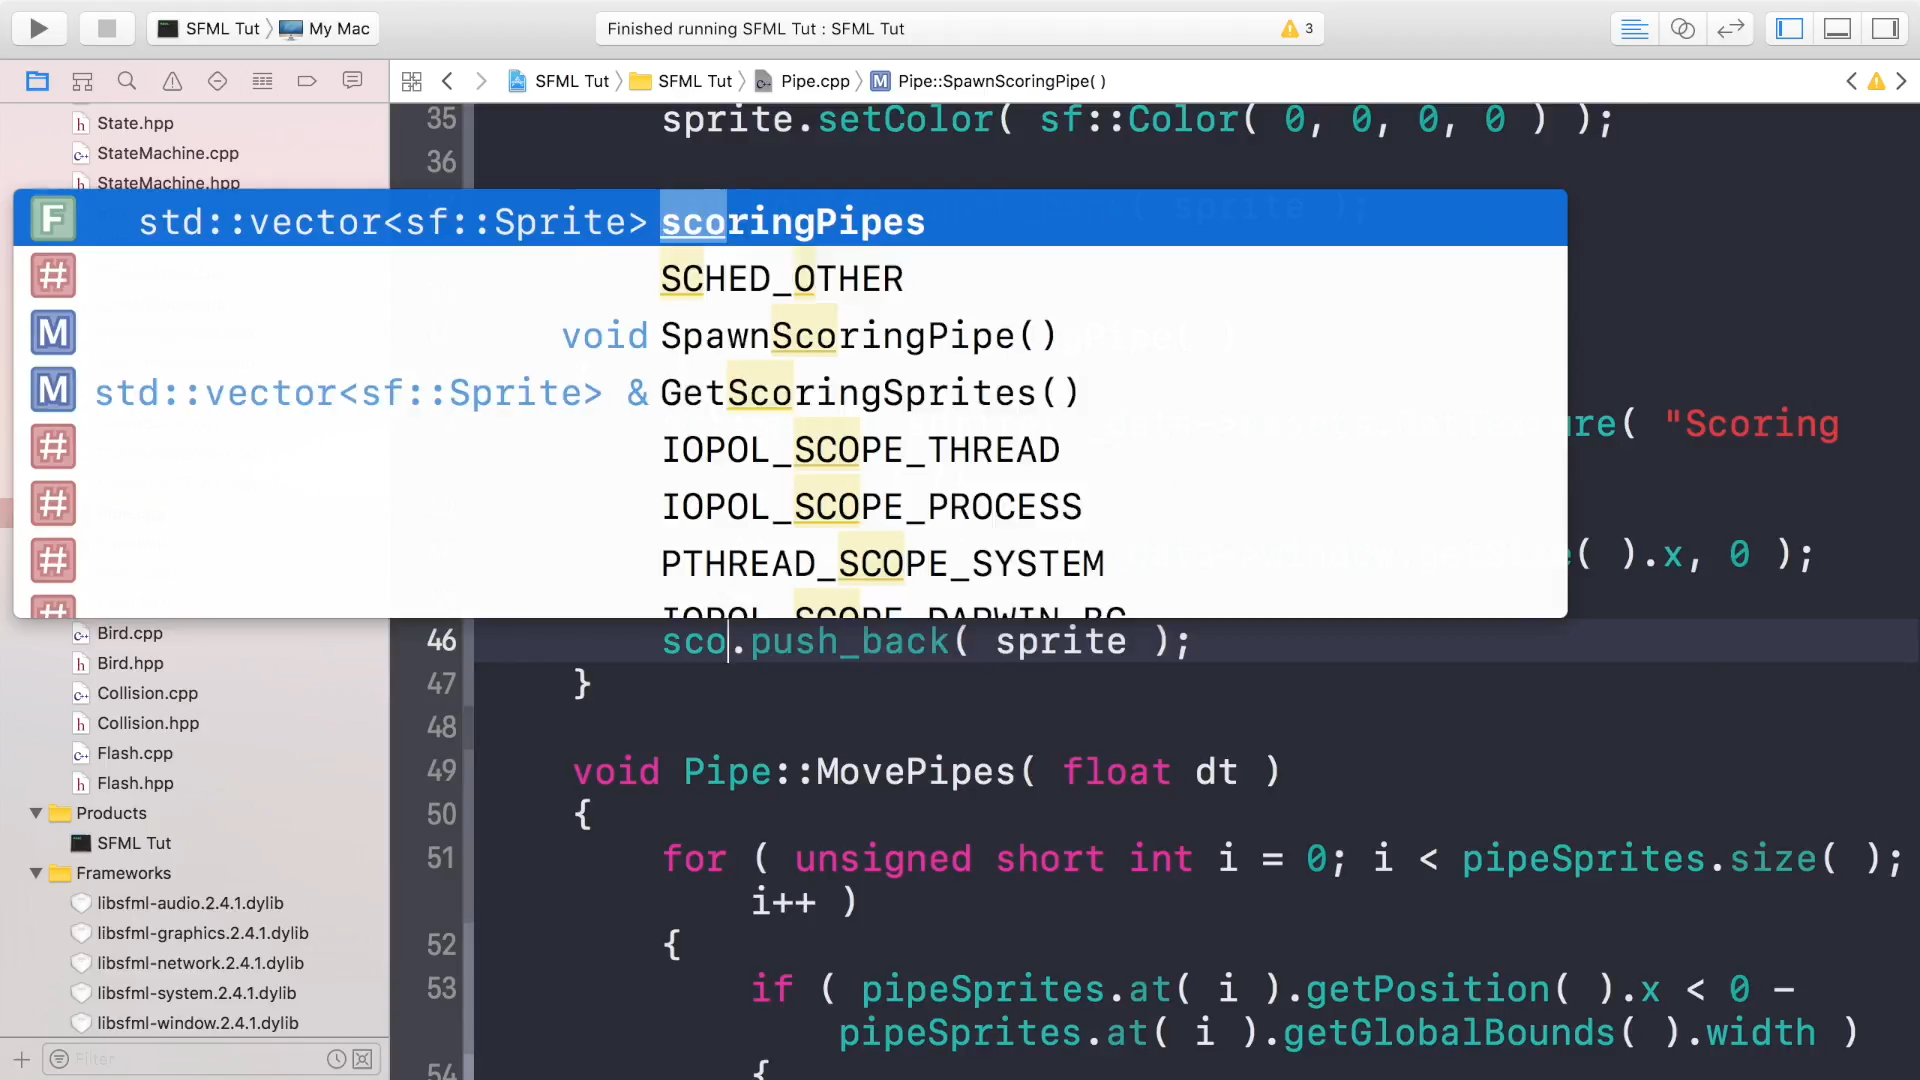 SFML Tut My Mac
Finished running SFML Tut : SFML Tut
3
SFML Tut SFML Tut Pipe.cpp M Pipe::SpawnScoringPipe( )
State.hpp
StateMachine.cpp
StateMachine.hpp
35 sprite.setColor( sf::Color( 0, 0, 0, 0 ) );
36
F std::vector<sf::Sprite> scoringPipes
# SCHED_OTHER
M void SpawnScoringPipe()
M std::vector<sf::Sprite> & GetScoringSprites()
# IOPOL_SCOPE_THREAD
# IOPOL_SCOPE_PROCESS
# PTHREAD_SCOPE_SYSTEM
# IOPOL_SCOPE_DARWIN_BG
ure( "Scoring
( ).x, 0 );
46 sco.push_back( sprite );
47 }
48
49 void Pipe::MovePipes( float dt )
50 {
51 for ( unsigned short int i = 0; i < pipeSprites.size( );
i++ )
52 {
53 if ( pipeSprites.at( i ).getPosition( ).x < 0 -
pipeSprites.at( i ).getGlobalBounds( ).width )
54 {
Bird.cpp
Bird.hpp
Collision.cpp
Collision.hpp
Flash.cpp
Flash.hpp
Products
SFML Tut
Frameworks
libsfml-audio.2.4.1.dylib
libsfml-graphics.2.4.1.dylib
libsfml-network.2.4.1.dylib
libsfml-system.2.4.1.dylib
libsfml-window.2.4.1.dylib
Filter